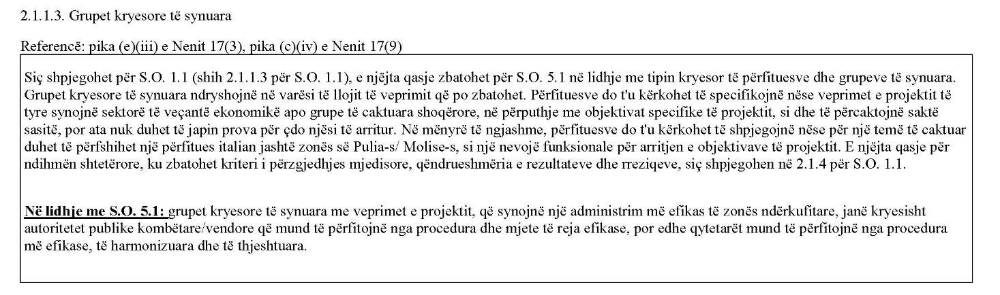 2.1.1.3. Grupet kryesore të synuara
Referencë: pika (e)(iii) e Nenit 17(3), pika (c)(iv) e Nenit 17(9)
Siç shpjegohet për S.O. 1.1 (shih 2.1.1.3 për S.O. 1.1), e njëjta qasje zbatohet për S.O. 5.1 në lidhje me tipin kryesor të përfituesve dhe grupeve të synuara.
Grupet kryesore të synuara ndryshojnë në varësi të llojit të veprimit që po zbatohet. Përfituesve do t'u kërkohet të specifikojnë nëse veprimet e projektit të
tyre synojnë sektorë të veçantë ekonomikë apo grupe të caktuara shoqërore, në përputhje me objektivat specifike të projektit, si dhe të përcaktojnë saktë
sasitë, por ata nuk duhet të japin prova për çdo njësi të arritur. Në mënyrë të ngjashme, përfituesve do t'u kërkohet të shpjegojnë nëse për një temë të caktuar
duhet të përfshihet një përfitues italian jashtë zonës së Pulia-s/ Molise-s, si një nevojë funksionale për arritjen e objektivave të projektit. E njëjta qasje për
ndihmën shtetërore, ku zbatohet kriteri i përzgjedhjes mjedisore, qëndrueshmëria e rezultateve dhe rreziqeve, siç shpjegohen në 2.1.4 për S.O. 1.1.
Në lidhje me S.O. 5.1: grupet kryesore të synuara me veprimet e projektit, që synojnë një administrim më efikas të zonës ndërkufitare, janë kryesisht
autoritetet publike kombëtare/vendore që mund të përfitojnë nga procedura dhe mjete të reja efikase, por edhe qytetarët mund të përfitojnë nga procedura
më efikase, të harmonizuara dhe të thjeshtuara.